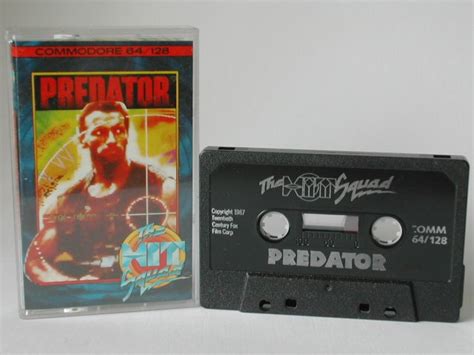 COMMODORE 64/128
PREDATOR
The
HIT
Squad
The HIT Squad
Copyright 1987
Twentieth
Century Fox
Film Corp.
COMM
64/128
PREDATOR